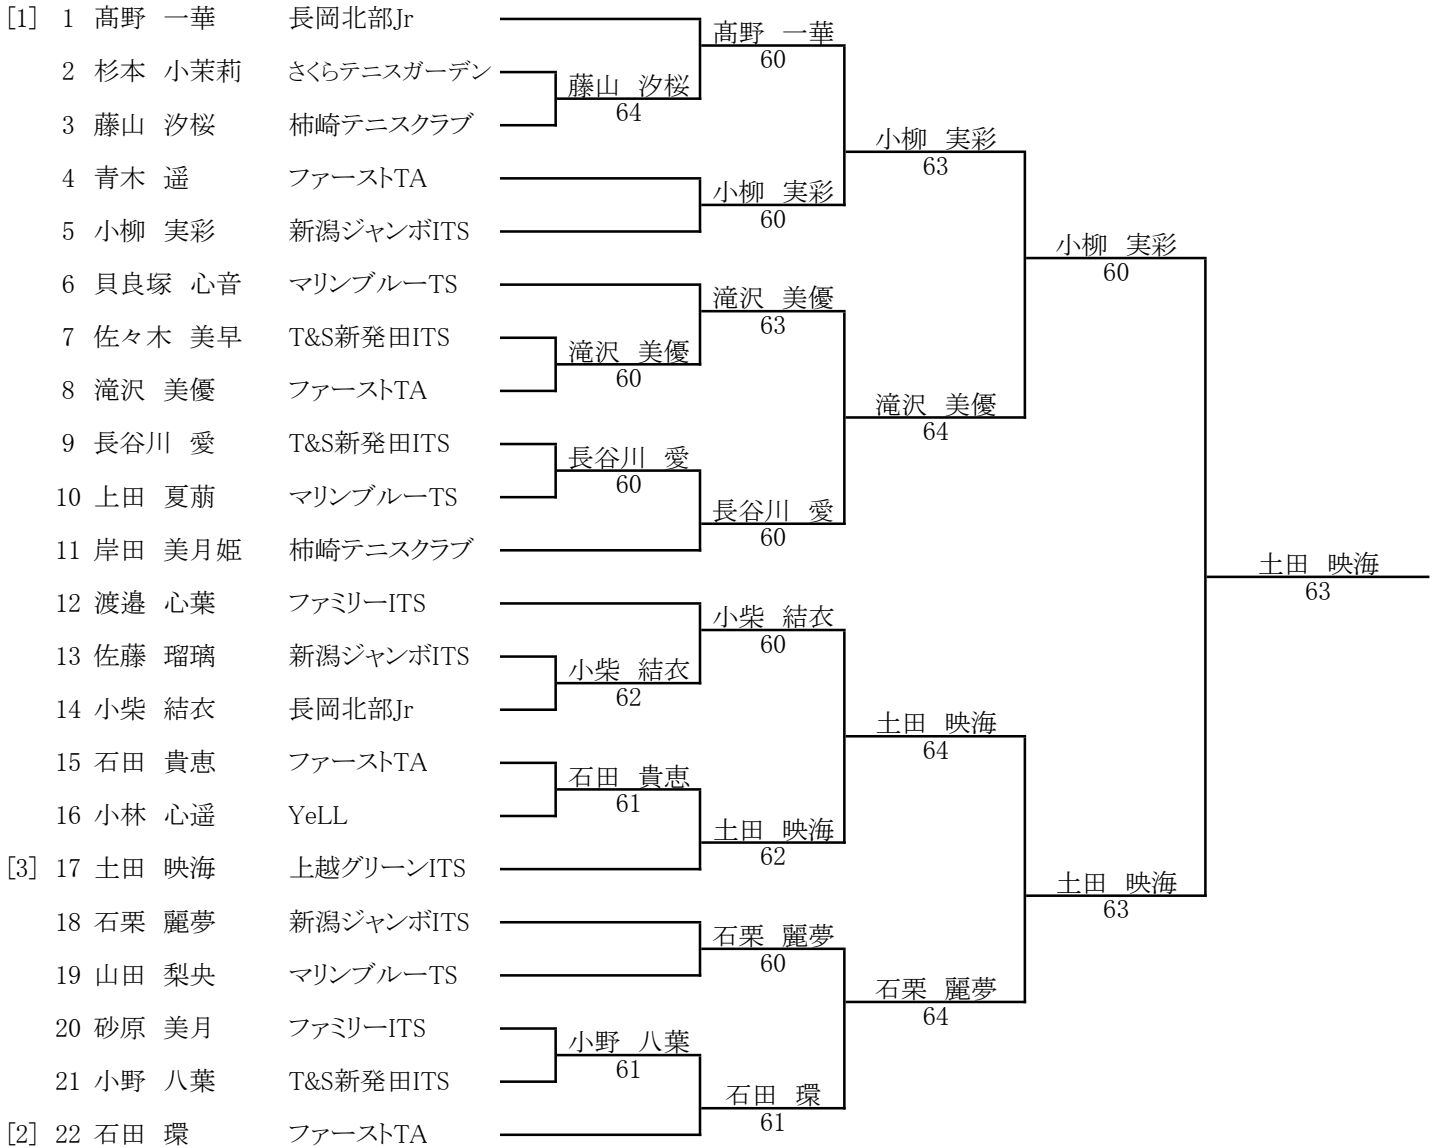 [1] 1 髙野 一華 長岡北部Jr
髙野 一華
60
2 杉本 小茉莉 さくらテニスガーデン
藤山 汐桜
64
3 藤山 汐桜 柿崎テニスクラブ
小柳 実彩
63
4 青木 遥 ファーストTA
小柳 実彩
60
5 小柳 実彩 新潟ジャンボITS
小柳 実彩
60
6 貝良塚 心音 マリンブルーTS
滝沢 美優
63
7 佐々木 美早 T&S新発田ITS
滝沢 美優
60
8 滝沢 美優 ファーストTA
滝沢 美優
64
9 長谷川 愛 T&S新発田ITS
長谷川 愛
60
10 上田 夏萠 マリンブルーTS
長谷川 愛
60
11 岸田 美月姫 柿崎テニスクラブ
土田 映海
63
12 渡邉 心葉 ファミリーITS
小柴 結衣
60
13 佐藤 瑠璃 新潟ジャンボITS
小柴 結衣
62
14 小柴 結衣 長岡北部Jr
土田 映海
64
15 石田 貴恵 ファーストTA
石田 貴恵
61
16 小林 心遥 YeLL
土田 映海
62
[3] 17 土田 映海 上越グリーンITS
土田 映海
63
18 石栗 麗夢 新潟ジャンボITS
石栗 麗夢
60
19 山田 梨央 マリンブルーTS
石栗 麗夢
64
20 砂原 美月 ファミリーITS
小野 八葉
61
21 小野 八葉 T&S新発田ITS
石田 環
61
[2] 22 石田 環 ファーストTA